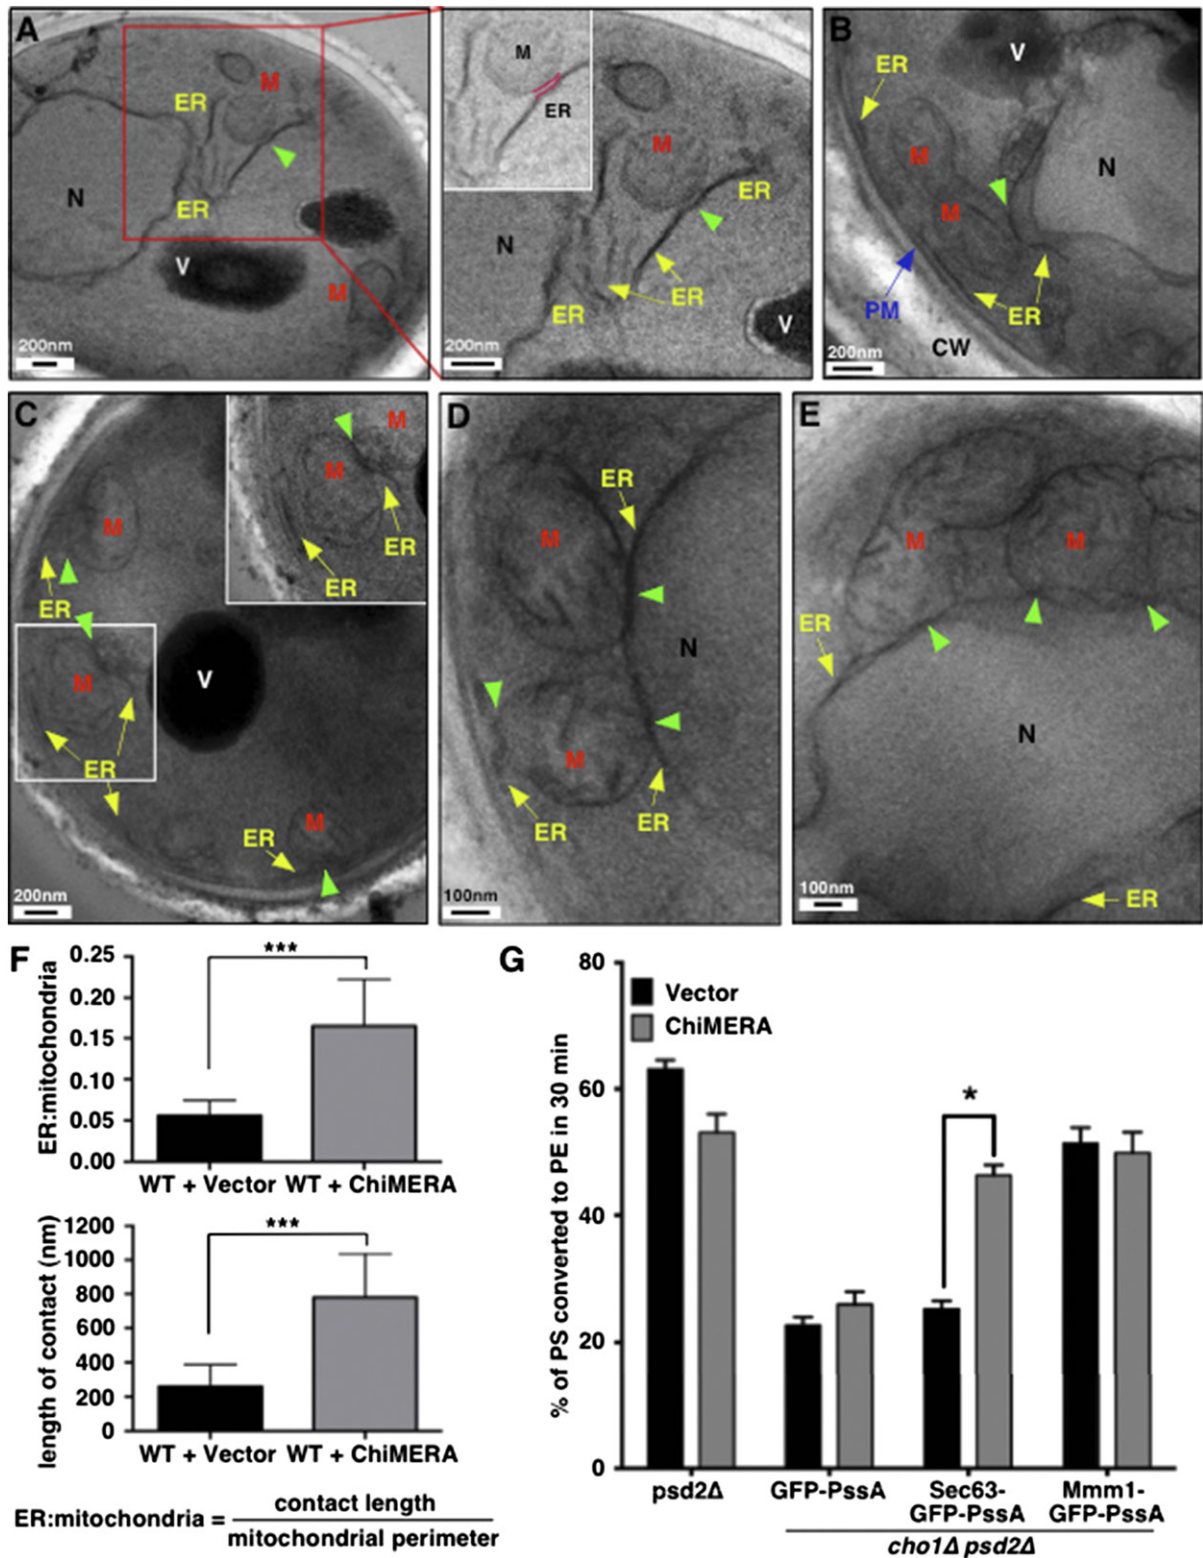 A
M
ER
N
ER
V
M
200nm
M
ER
M
ER
N
ER
ER
V
200nm
B
V
ER
M
N
M
PM
ER
CW
200nm
C
M
M
M
ER
ER
ER
M
V
ER
M
ER
200nm
D
ER
M
N
M
ER
ER
100nm
E
M
M
ER
N
ER
100nm
F
ER:mitochondria
0.25
0.20
0.15
0.10
0.05
0.00
***
WT + Vector WT + ChiMERA
length of contact (nm)
1200
1000
800
600
400
200
0
***
WT + Vector WT + ChiMERA
ER:mitochondria = contact length
mitochondrial perimeter
G
% of PS converted to PE in 30 min
80
60
40
20
0
Vector
ChiMERA
*
psd2Δ
GFP-PssA
Sec63-
GFP-PssA
Mmm1-
GFP-PssA
cho1Δ psd2Δ